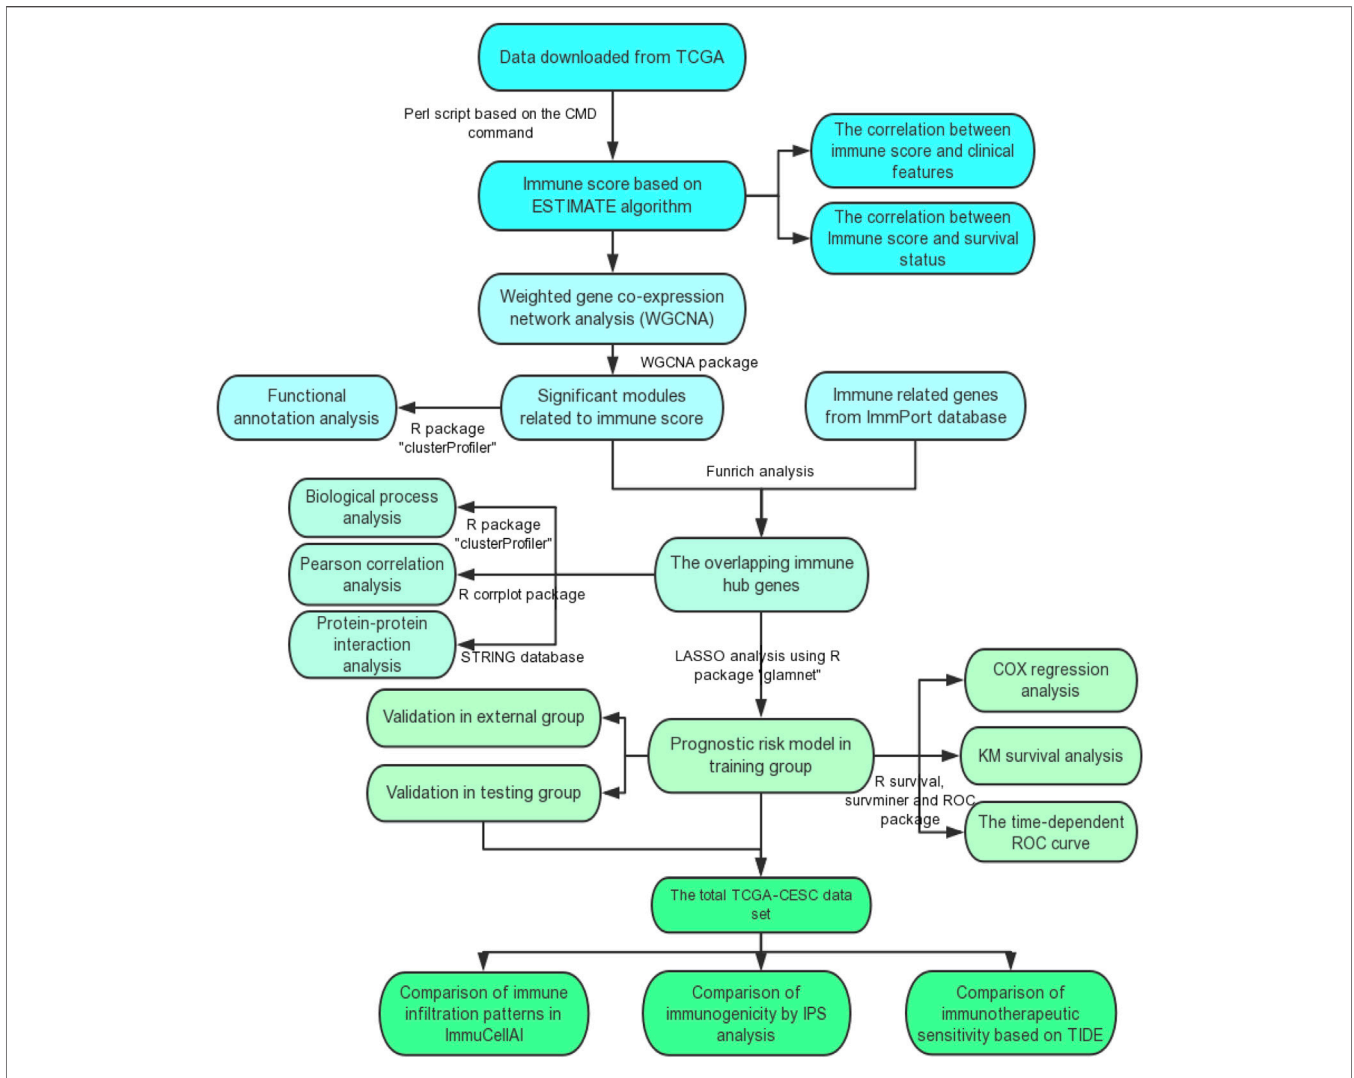 Data downloaded from TCGA
Perl script based on the CMD
command
The correlation between
immune score and clinical
features
Immune score based on
ESTIMATE algorithm
The correlation between
Immune score and survival
status
Weighted gene co-expression
network analysis (WGCNA)
WGCNA package
Functional
annotation analysis
R package
"clusterProfiler"
Significant modules
related to immune score
Immune related genes
from ImmPort database
Funrich analysis
Biological process
analysis
R package
"clusterProfiler"
Pearson correlation
analysis
R corrplot package
The overlapping immune
hub genes
Protein-protein
interaction
analysis
STRING database
LASSO analysis using R
package "glamnet"
COX regression
analysis
Validation in external group
Prognostic risk model in
training group
KM survival analysis
Validation in testing group
R survival,
survminer and ROC
package
The time-dependent
ROC curve
The total TCGA-CESC data
set
Comparison of immune
infiltration patterns in
ImmuCellAI
Comparison of
immunogenicity by IPS
analysis
Comparison of
immunotherapeutic
sensitivity based on TIDE